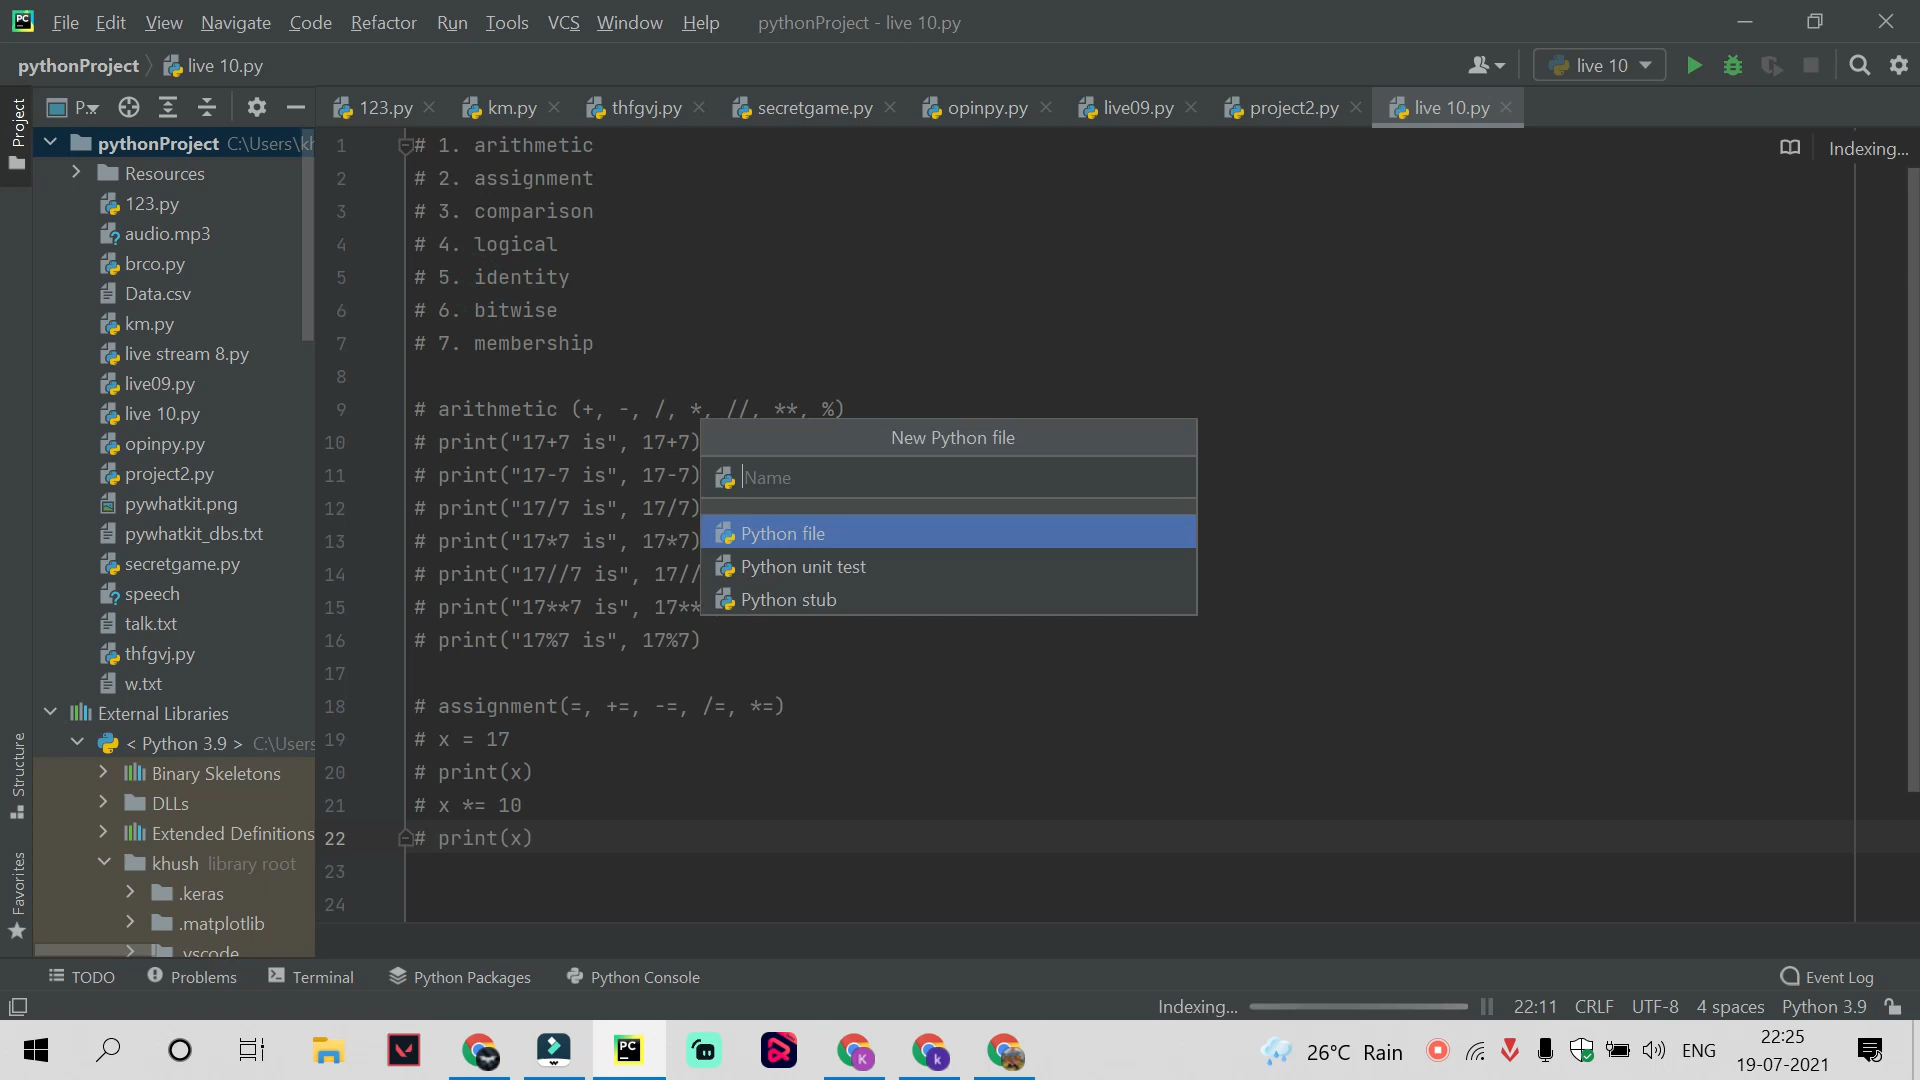 PC File Edit View Navigate Code Refactor Run Tools VCS Window Help pythonProject - live 10.py
pythonProject live 10.py live 10
P... 123.py km.py thfgvj.py secretgame.py opinpy.py live09.py project2.py live 10.py
Project
Structure
Favorites
pythonProject C:\Users\kh
Resources
123.py
audio.mp3
brco.py
Data.csv
km.py
live stream 8.py
live09.py
live 10.py
opinpy.py
project2.py
pywhatkit.png
pywhatkit_dbs.txt
secretgame.py
speech
talk.txt
thfgvj.py
w.txt
External Libraries
< Python 3.9 > C:\Users
Binary Skeletons
DLLs
Extended Definitions
khush library root
.keras
.matplotlib
.vscode
Indexing...
1 # 1. arithmetic
2 # 2. assignment
3 # 3. comparison
4 # 4. logical
5 # 5. identity
6 # 6. bitwise
7 # 7. membership
8
9 # arithmetic (+, -, /, *, //, **, %)
10 # print("17+7 is", 17+7)
11 # print("17-7 is", 17-7)
12 # print("17/7 is", 17/7)
13 # print("17*7 is", 17*7)
14 # print("17//7 is", 17//
15 # print("17**7 is", 17**
16 # print("17%7 is", 17%7)
17
18 # assignment(=, +=, -=, /=, *=)
19 # x = 17
20 # print(x)
21 # x *= 10
22 # print(x)
23
24
New Python file
Name
Python file
Python unit test
Python stub
TODO Problems Terminal Python Packages Python Console Event Log
Indexing... 22:11 CRLF UTF-8 4 spaces Python 3.9
PC K k 26°C Rain ENG 22:25
19-07-2021